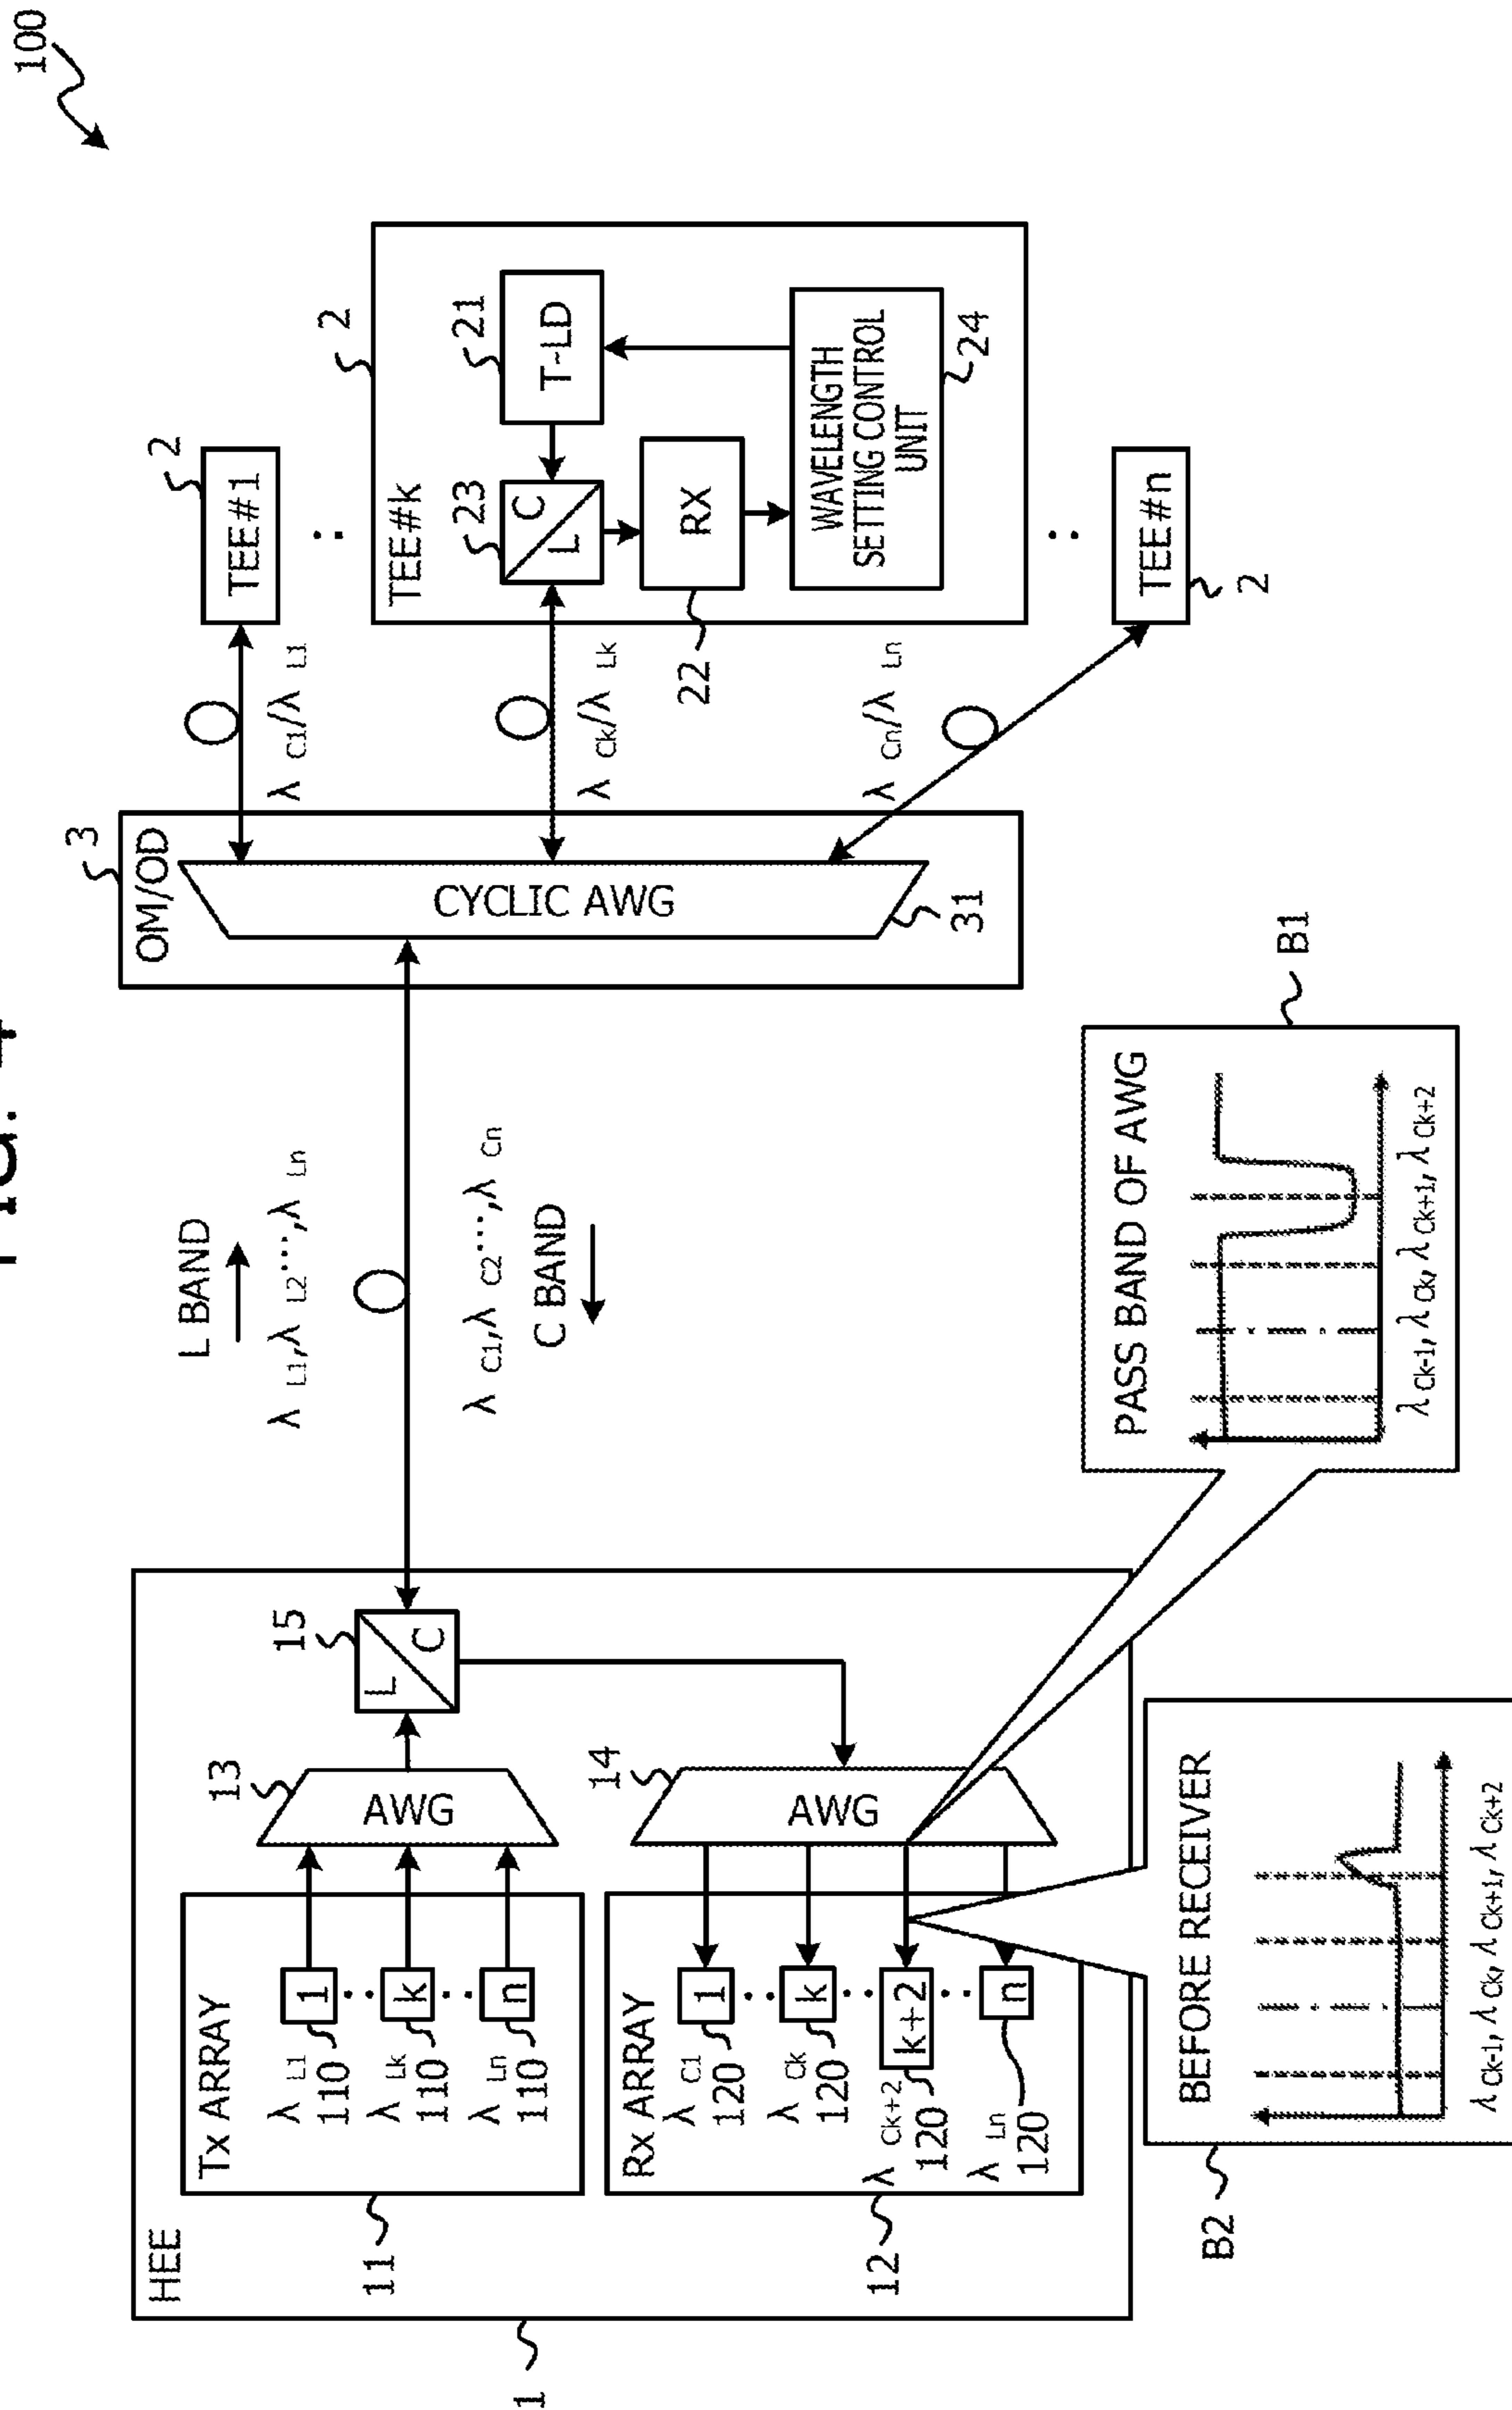 FIG. 4
100
HEE
1
Tx ARRAY
11
λ L1
110
1
λ Lk
110
k
λ Ln
110
n
13
AWG
15
L
C
Rx ARRAY
12
λ C1
120
1
λ Ck
120
k
λ Ck+2
120
k+2
λ Ln
120
n
14
AWG
L BAND
λ L1,λ L2···,λ Ln
λ C1,λ C2···,λ Cn
C BAND
OM/OD
3
CYCLIC AWG
31
λ C1/λ L1
λ Ck/λ Lk
λ Cn/λ Ln
TEE#1
2
TEE#k
2
23
C
L
T-LD
21
RX
22
WAVELENGTH
SETTING CONTROL
UNIT
24
TEE#n
2
PASS BAND OF AWG
λ Ck-1, λ Ck, λ Ck+1, λ Ck+2
B1
BEFORE RECEIVER
λ Ck-1, λ Ck, λ Ck+1, λ Ck+2
B2